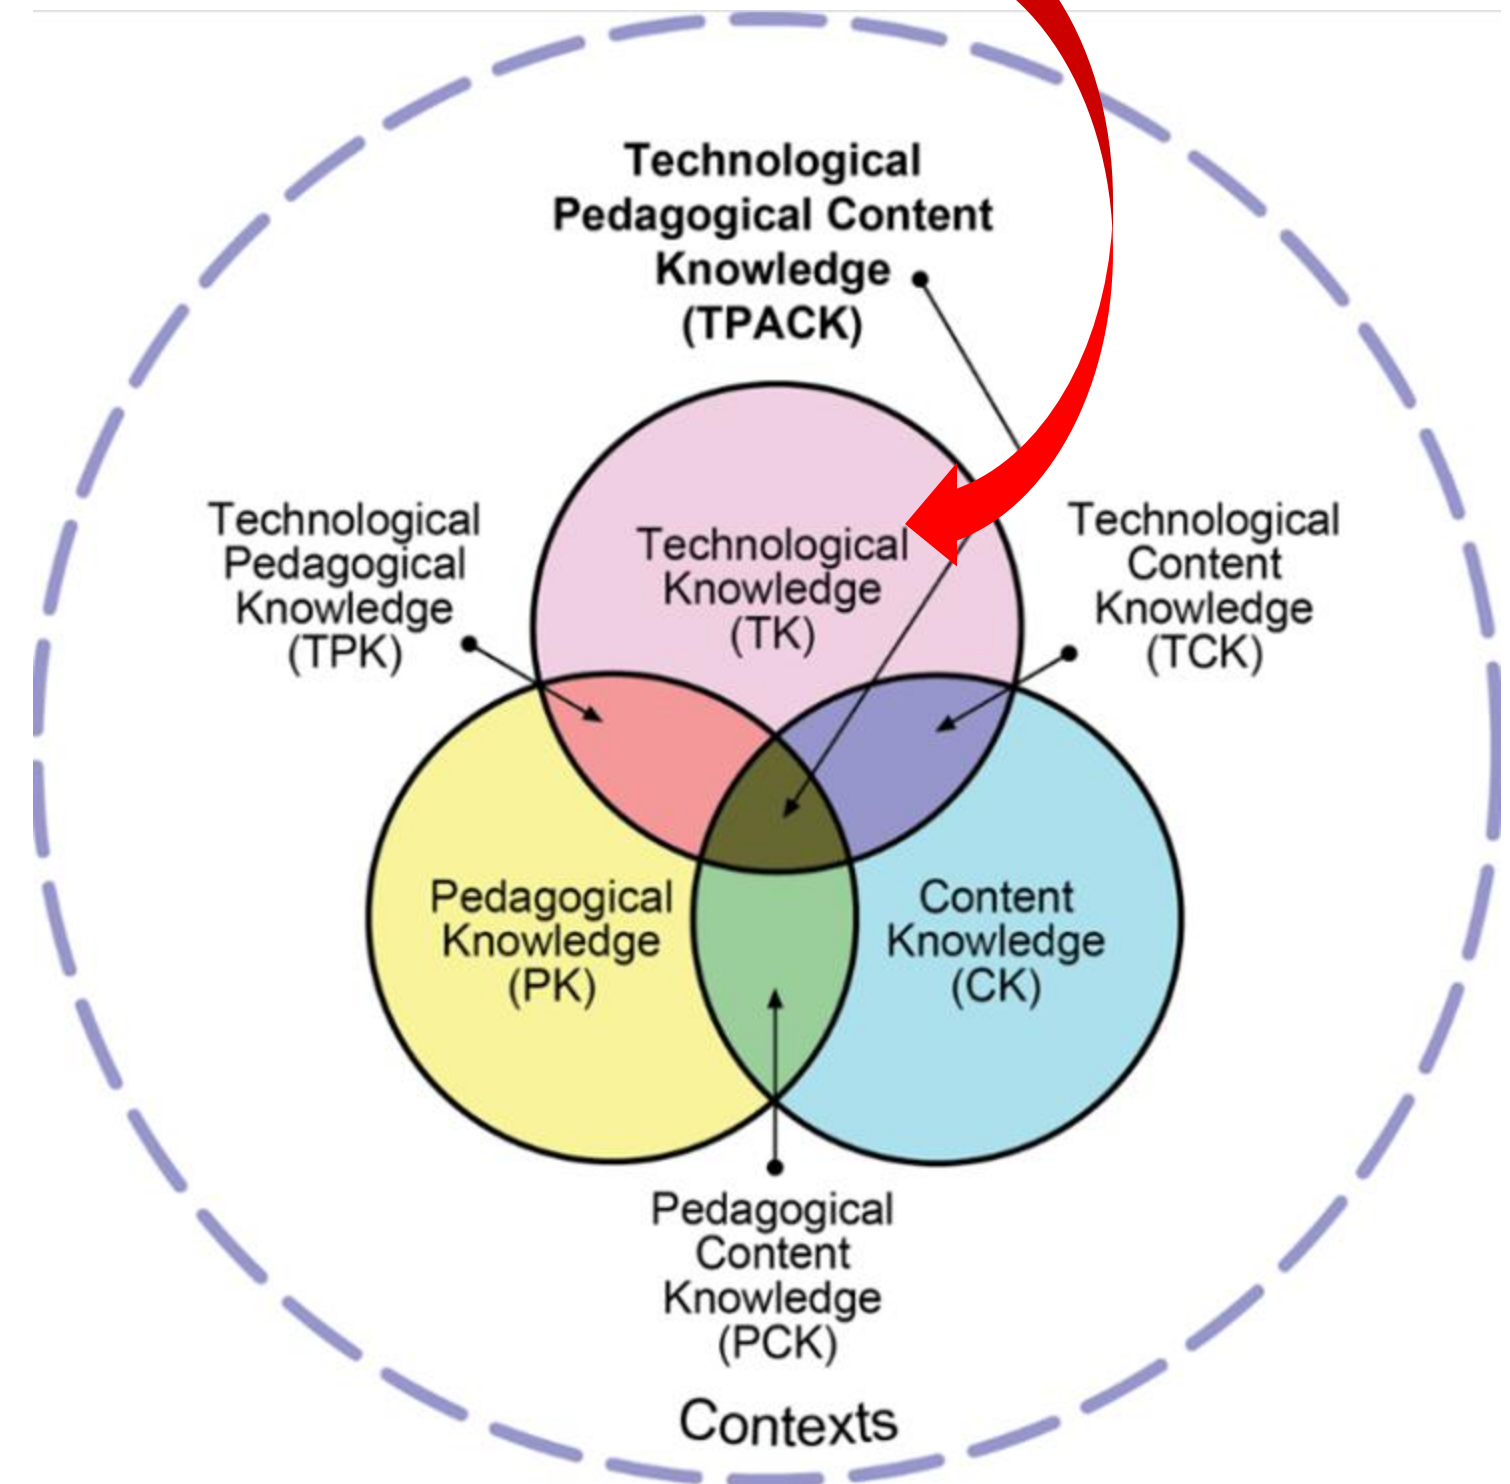 Technological
Pedagogical Content
Knowledge
(TPACK)
Technological
Pedagogical
Knowledge
(TPK)
Technological
Knowledge
(TK)
Technological
Content
Knowledge
(TCK)
Pedagogical
Knowledge
(PK)
Content
Knowledge
(CK)
Pedagogical
Content
Knowledge
(PCK)
Contexts